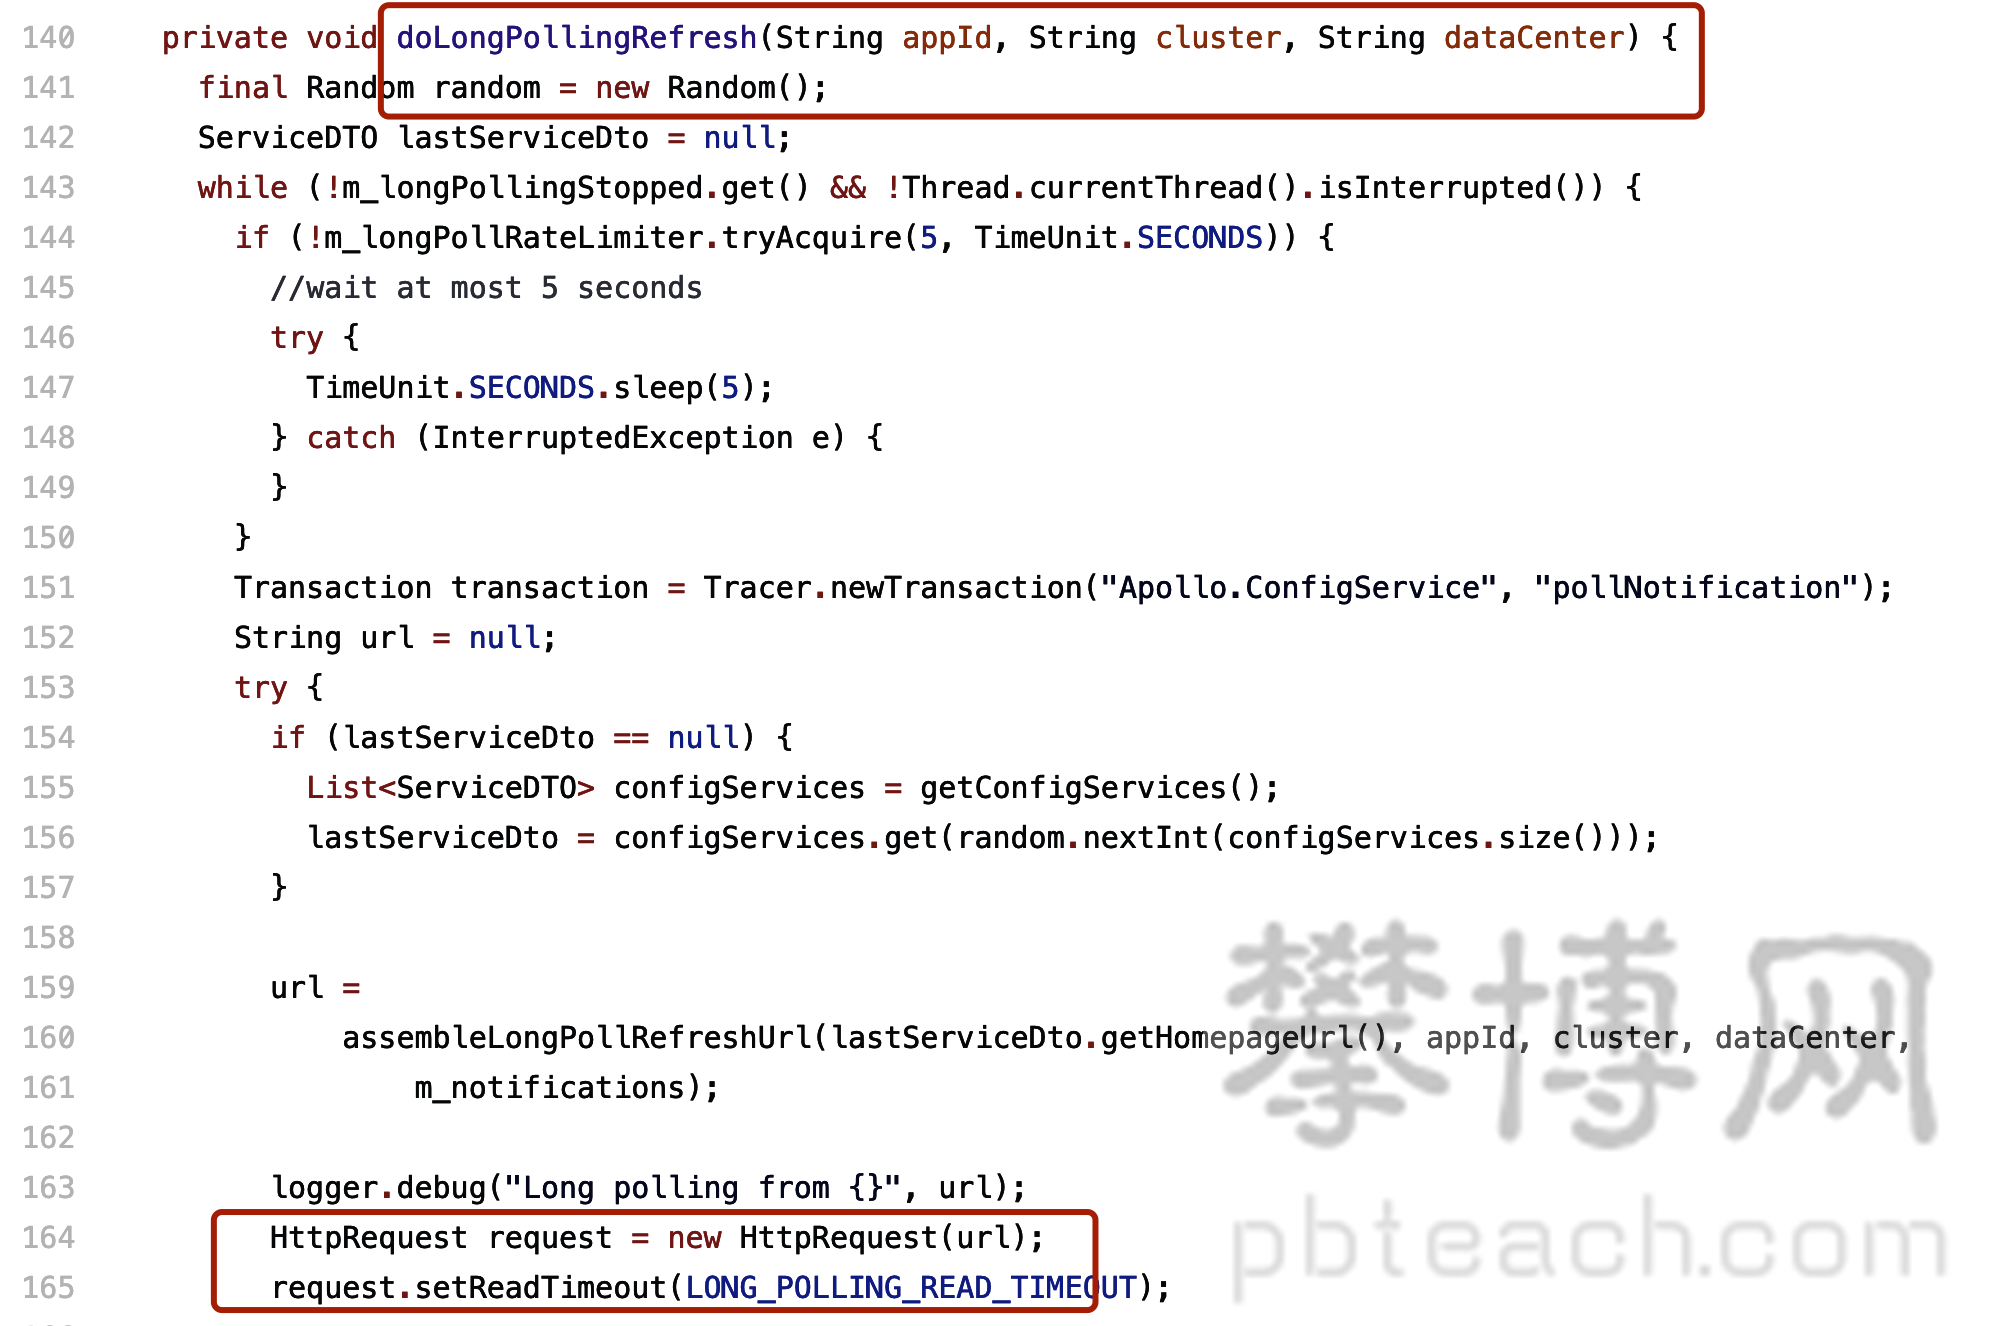 140 private void doLongPollingRefresh(String appId, String cluster, String dataCenter) {
141 final Random random = new Random();
142 ServiceDTO lastServiceDto = null;
143 while (!m_longPollingStopped.get() && !Thread.currentThread().isInterrupted()) {
144 if (!m_longPollRateLimiter.tryAcquire(5, TimeUnit.SECONDS)) {
145 //wait at most 5 seconds
146 try {
147 TimeUnit.SECONDS.sleep(5);
148 } catch (InterruptedException e) {
149 }
150 }
151 Transaction transaction = Tracer.newTransaction("Apollo.ConfigService", "pollNotification");
152 String url = null;
153 try {
154 if (lastServiceDto == null) {
155 List<ServiceDTO> configServices = getConfigServices();
156 lastServiceDto = configServices.get(random.nextInt(configServices.size()));
157 }
158
159 url =
160 assembleLongPollRefreshUrl(lastServiceDto.getHomepageUrl(), appId, cluster, dataCenter,
161 m_notifications);
162
163 logger.debug("Long polling from {}", url);
164 HttpRequest request = new HttpRequest(url);
165 request.setReadTimeout(LONG_POLLING_READ_TIMEOUT);
攀博网
pbteach.com